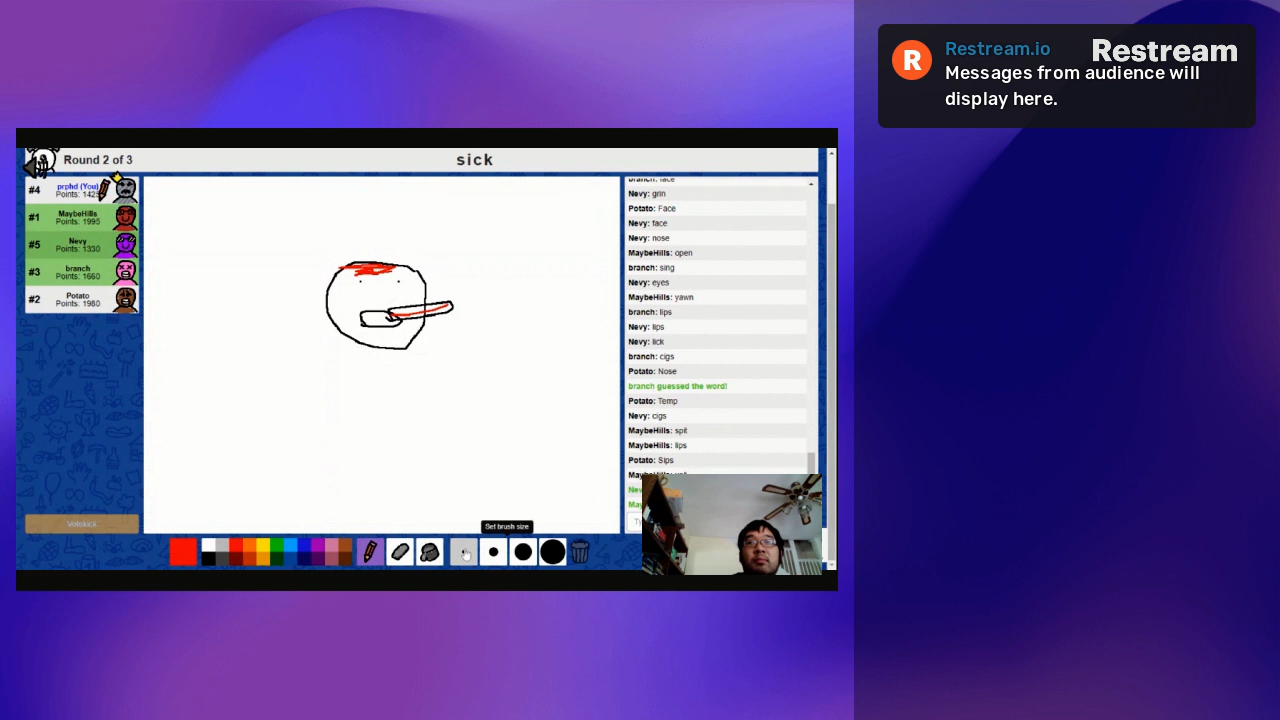 Restream.io
Restream
Messages from audience will
display here.
Round 2 of 3
sick
#4 prphd (You)
Points: 1425
#1 MaybeHills
Points: 1995
#5 Nevy
Points: 1330
#3 branch
Points: 1660
#2 Potato
Points: 1980
Votekick
branch: face
Nevy: grin
Potato: Face
Nevy: face
Nevy: nose
MaybeHills: open
branch: sing
Nevy: eyes
MaybeHills: yawn
branch: lips
Nevy: lips
Nevy: lick
branch: cigs
Potato: Nose
branch guessed the word!
Potato: Temp
Nevy: cigs
MaybeHills: spit
MaybeHills: lips
Potato: Sips
Set brush size